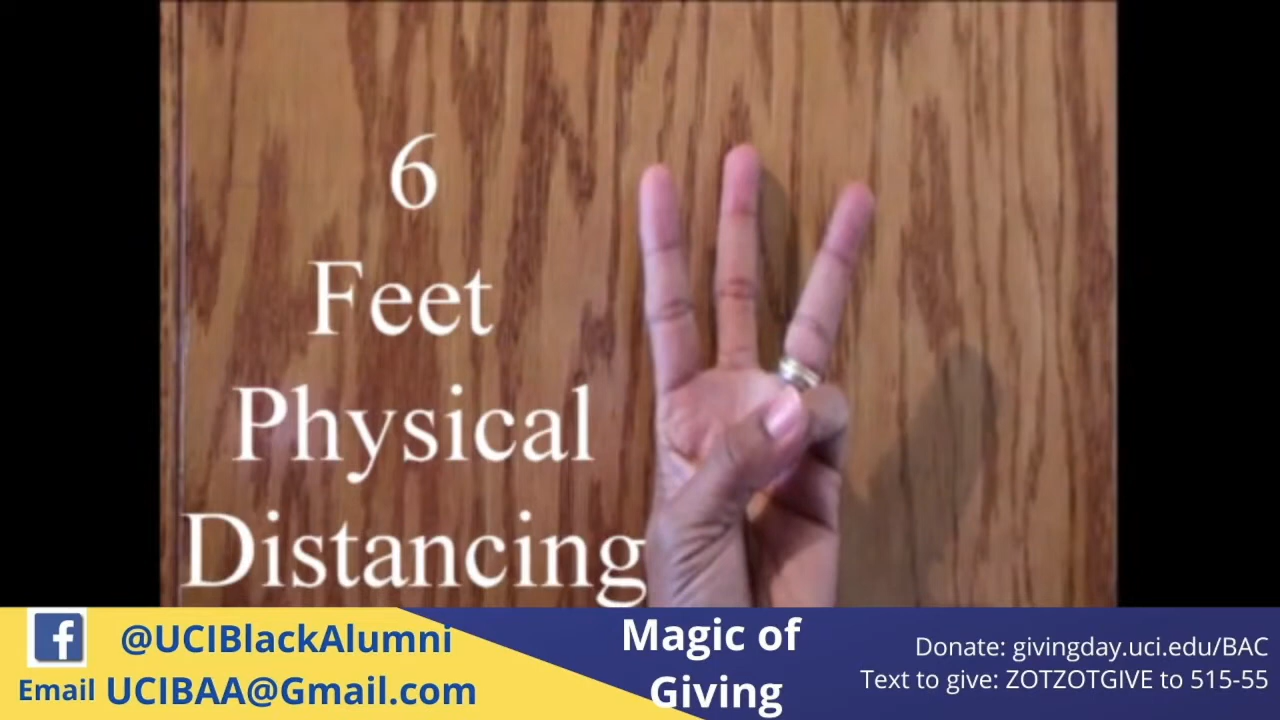 6
Feet
Physical
Distancing
@UCIBlackAlumni
Email UCIBAA@Gmail.com
Magic of
Giving
Donate: givingday.uci.edu/BAC
Text to give: ZOTZOTGIVE to 515-55